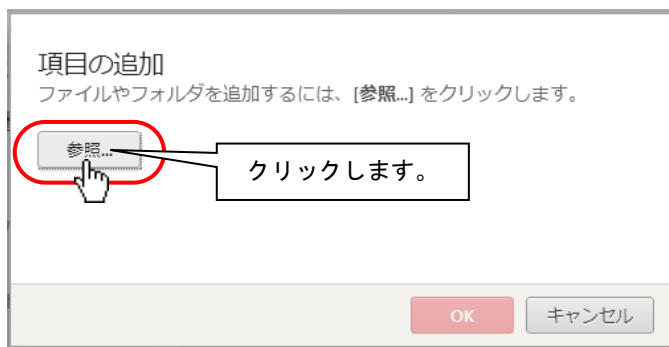 項目の追加
ファイルやフォルダを追加するには、[参照...] をクリックします。
参照...
クリックします。
OK
キャンセル